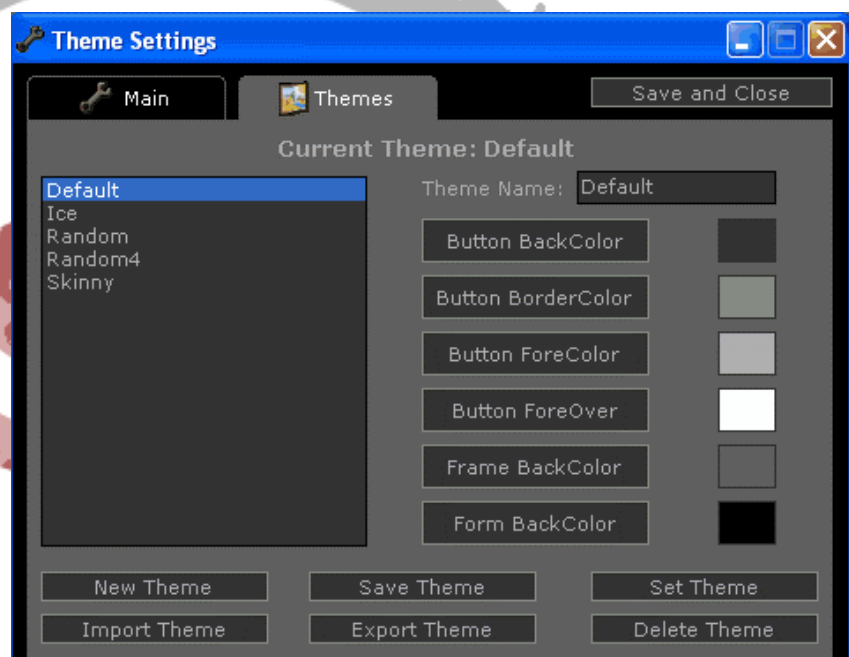 Theme Settings
Main
Themes
Save and Close
Current Theme: Default
Default
Ice
Random
Random4
Skinny
Theme Name: Default
Button BackColor
Button BorderColor
Button ForeColor
Button ForeOver
Frame BackColor
Form BackColor
New Theme
Save Theme
Set Theme
Import Theme
Export Theme
Delete Theme